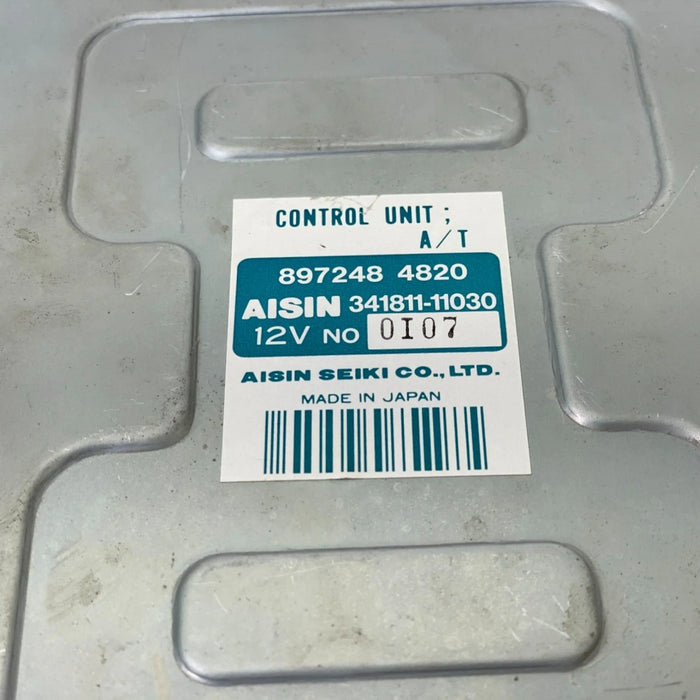 CONTROL UNIT ;
A/T
897248 4820
AISIN 341811-11030
12V NO 0I07
AISIN SEIKI CO., LTD.
MADE IN JAPAN